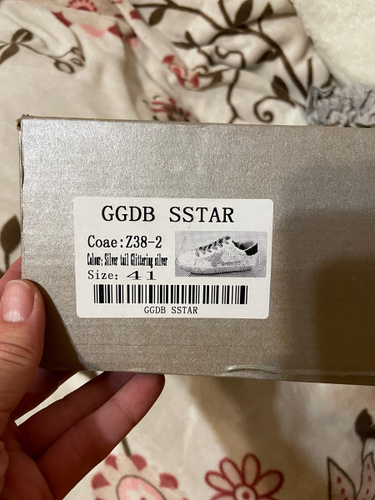 GGDB SSTAR
Coae:Z38-2
Colour: Silver tail Glittering silver
Size: 41
GGDB SSTAR